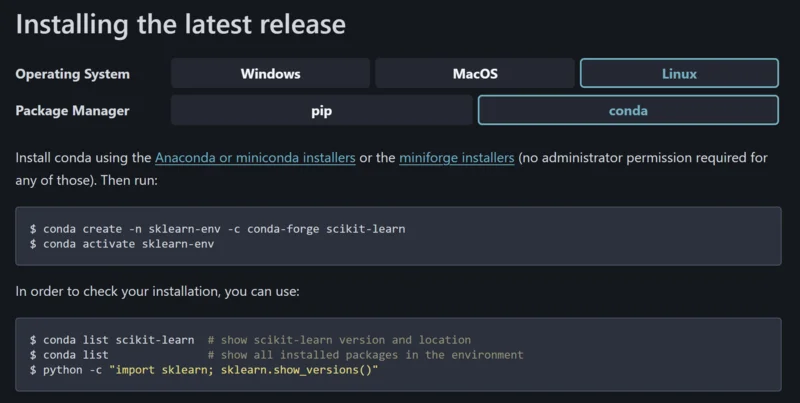 Installing the latest release
Operating System Windows MacOS Linux
Package Manager pip conda
Install conda using the Anaconda or miniconda installers or the miniforge installers (no administrator permission required for
any of those). Then run:
$ conda create -n sklearn-env -c conda-forge scikit-learn
$ conda activate sklearn-env
In order to check your installation, you can use:
$ conda list scikit-learn  # show scikit-learn version and location
$ conda list               # show all installed packages in the environment
$ python -c "import sklearn; sklearn.show_versions()"